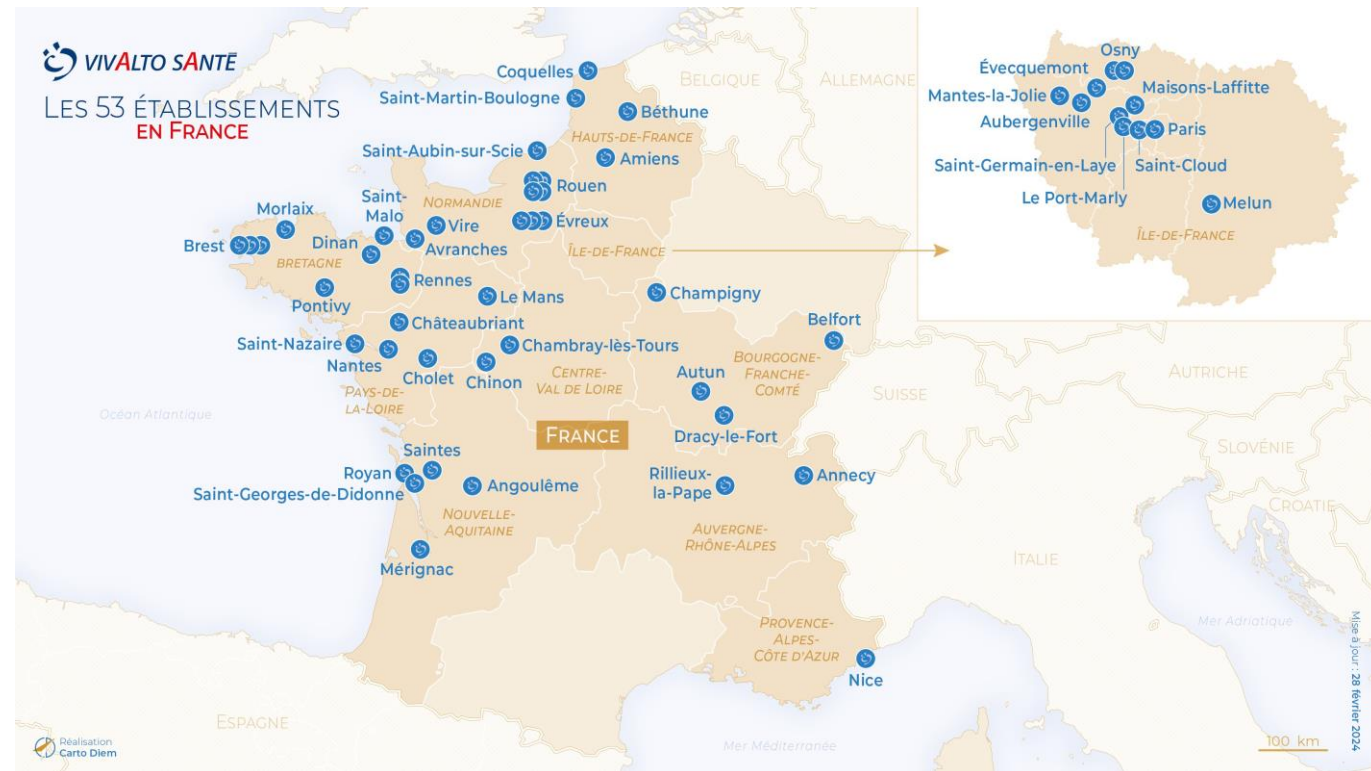 VIVALTO SANTÉ
LES 53 ÉTABLISSEMENTS
EN FRANCE
BELGIQUE
ALLEMAGNE
Coquelles
Saint-Martin-Boulogne
Béthune
HAUTS-DE-FRANCE
Saint-Aubin-sur-Scie
Amiens
Rouen
Saint-
Malo
NORMANDIE
Morlaix
Vire
Évreux
Brest
Dinan
Avranches
ÎLE-DE-FRANCE
BRETAGNE
Rennes
Pontivy
Le Mans
Champigny
Châteaubriant
Belfort
Saint-Nazaire
Nantes
Chambray-lès-Tours
Cholet
Chinon
BOURGOGNE-
FRANCHE-
COMTÉ
CENTRE-
VAL DE LOIRE
Autun
PAYS-DE-
LA-LOIRE
Océan Atlantique
FRANCE
Dracy-le-Fort
SUISSE
AUTRICHE
SLOVÉNIE
CROATIE
ITALIE
Saintes
Royan
Saint-Georges-de-Didonne
Angoulême
Rillieux-
la-Pape
Annecy
NOUVELLE-
AQUITAINE
AUVERGNE-
RHÔNE-ALPES
Mérignac
PROVENCE-
ALPES-
CÔTE D'AZUR
Nice
Mer Adriatique
ESPAGNE
Mer Méditerranée
Osny
Évecquemont
Mantes-la-Jolie
Maisons-Laffitte
Aubergenville
Paris
Saint-Germain-en-Laye
Saint-Cloud
Le Port-Marly
Melun
ÎLE-DE-FRANCE
Réalisation
Carto Diem
100 km
Mise à jour : 28 février 2024